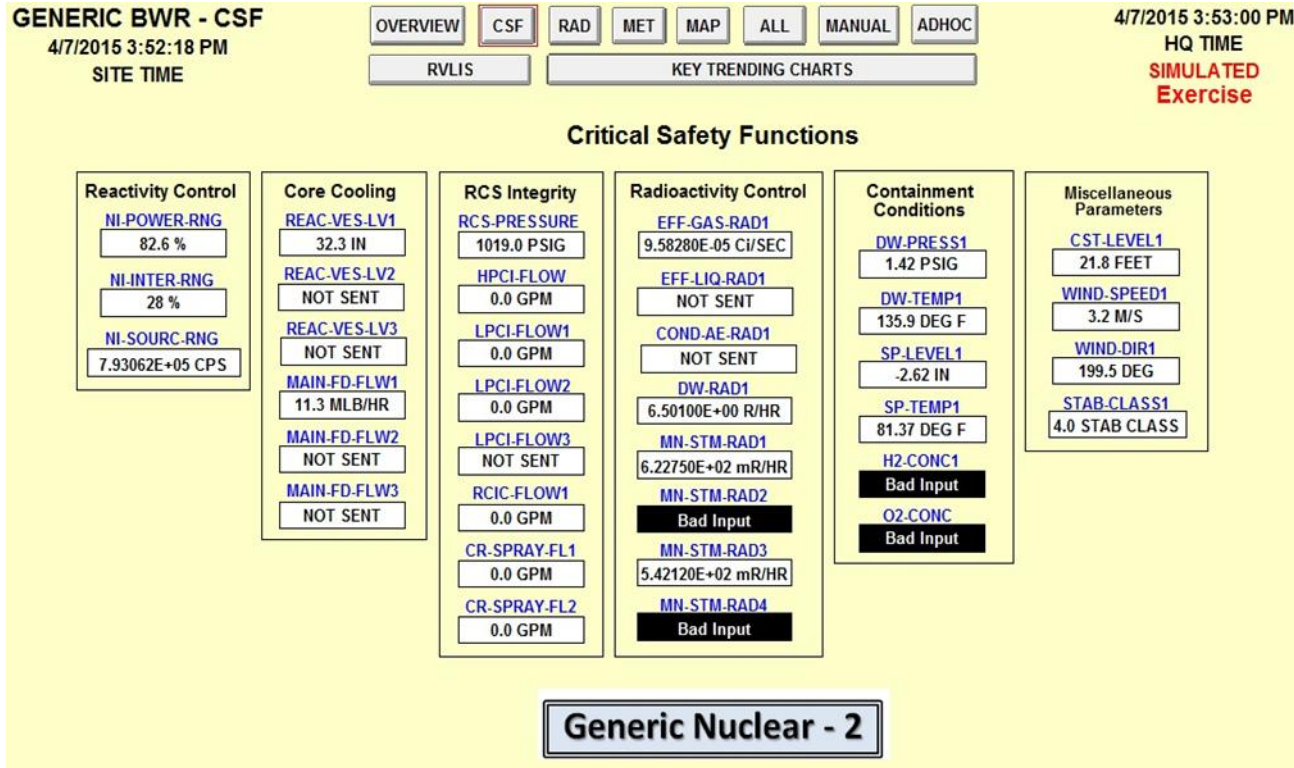 GENERIC BWR - CSF
4/7/2015 3:52:18 PM
SITE TIME
OVERVIEW
CSF
RAD
MET
MAP
ALL
MANUAL
ADHOC
RVLIS
KEY TRENDING CHARTS
4/7/2015 3:53:00 PM
HQ TIME
SIMULATED
Exercise
Critical Safety Functions
Reactivity Control
NI-POWER-RNG
82.6 %
NI-INTER-RNG
28 %
NI-SOURC-RNG
7.93062E+05 CPS
Core Cooling
REAC-VES-LV1
32.3 IN
REAC-VES-LV2
NOT SENT
REAC-VES-LV3
NOT SENT
MAIN-FD-FLW1
11.3 MLB/HR
MAIN-FD-FLW2
NOT SENT
MAIN-FD-FLW3
NOT SENT
RCS Integrity
RCS-PRESSURE
1019.0 PSIG
HPCI-FLOW
0.0 GPM
LPCI-FLOW1
0.0 GPM
LPCI-FLOW2
0.0 GPM
LPCI-FLOW3
NOT SENT
RCIC-FLOW1
0.0 GPM
CR-SPRAY-FL1
0.0 GPM
CR-SPRAY-FL2
0.0 GPM
Radioactivity Control
EFF-GAS-RAD1
9.58280E-05 Ci/SEC
EFF-LIQ-RAD1
NOT SENT
COND-AE-RAD1
NOT SENT
DW-RAD1
6.50100E+00 R/HR
MN-STM-RAD1
6.22750E+02 mR/HR
MN-STM-RAD2
Bad Input
MN-STM-RAD3
5.42120E+02 mR/HR
MN-STM-RAD4
Bad Input
Containment
Conditions
DW-PRESS1
1.42 PSIG
DW-TEMP1
135.9 DEG F
SP-LEVEL1
-2.62 IN
SP-TEMP1
81.37 DEG F
H2-CONC1
Bad Input
O2-CONC
Bad Input
Miscellaneous
Parameters
CST-LEVEL1
21.8 FEET
WIND-SPEED1
3.2 M/S
WIND-DIR1
199.5 DEG
STAB-CLASS1
4.0 STAB CLASS
Generic Nuclear - 2